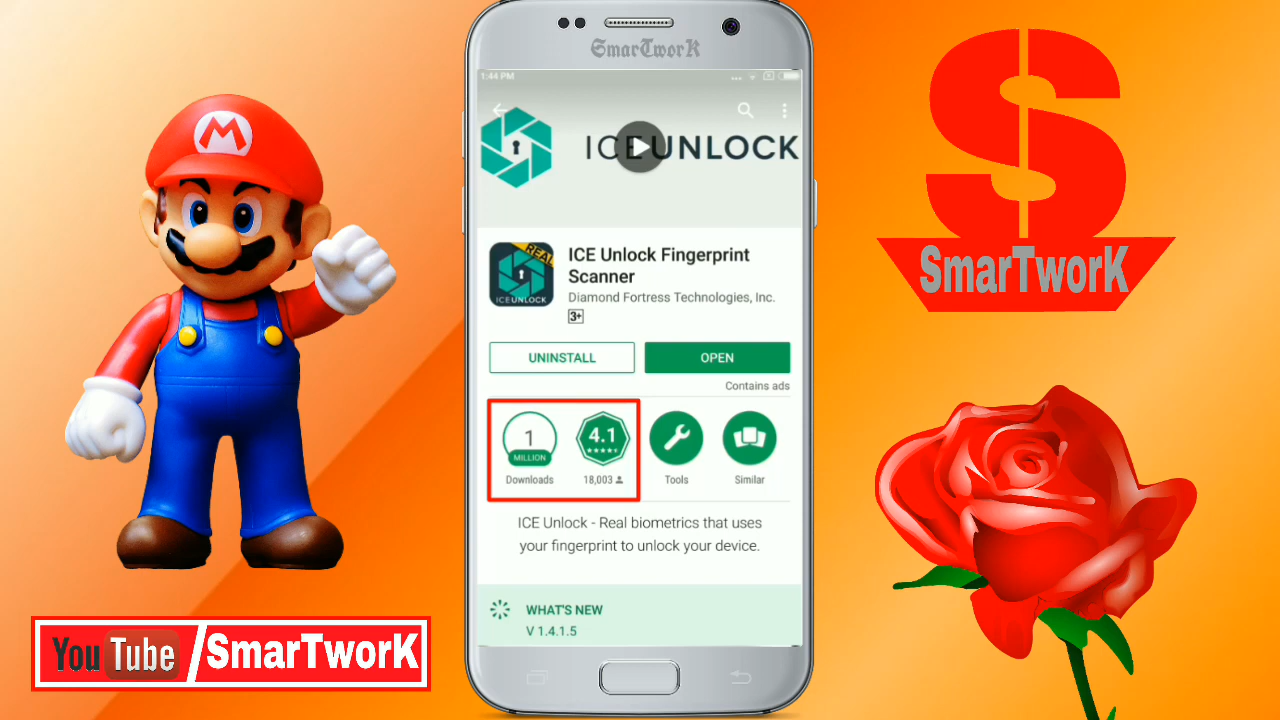 SmarTworK
1:44 PM
ICE UNLOCK
REAL
ICEUNLOCK
ICE Unlock Fingerprint
Scanner
Diamond Fortress Technologies, Inc.
3+
UNINSTALL
OPEN
Contains ads
1
MILLION
Downloads
4.1
18,003
Tools
Similar
ICE Unlock - Real biometrics that uses
your fingerprint to unlock your device.
WHAT'S NEW
V 1.4.1.5
M
S
SmarTworK
YouTube/SmarTworK